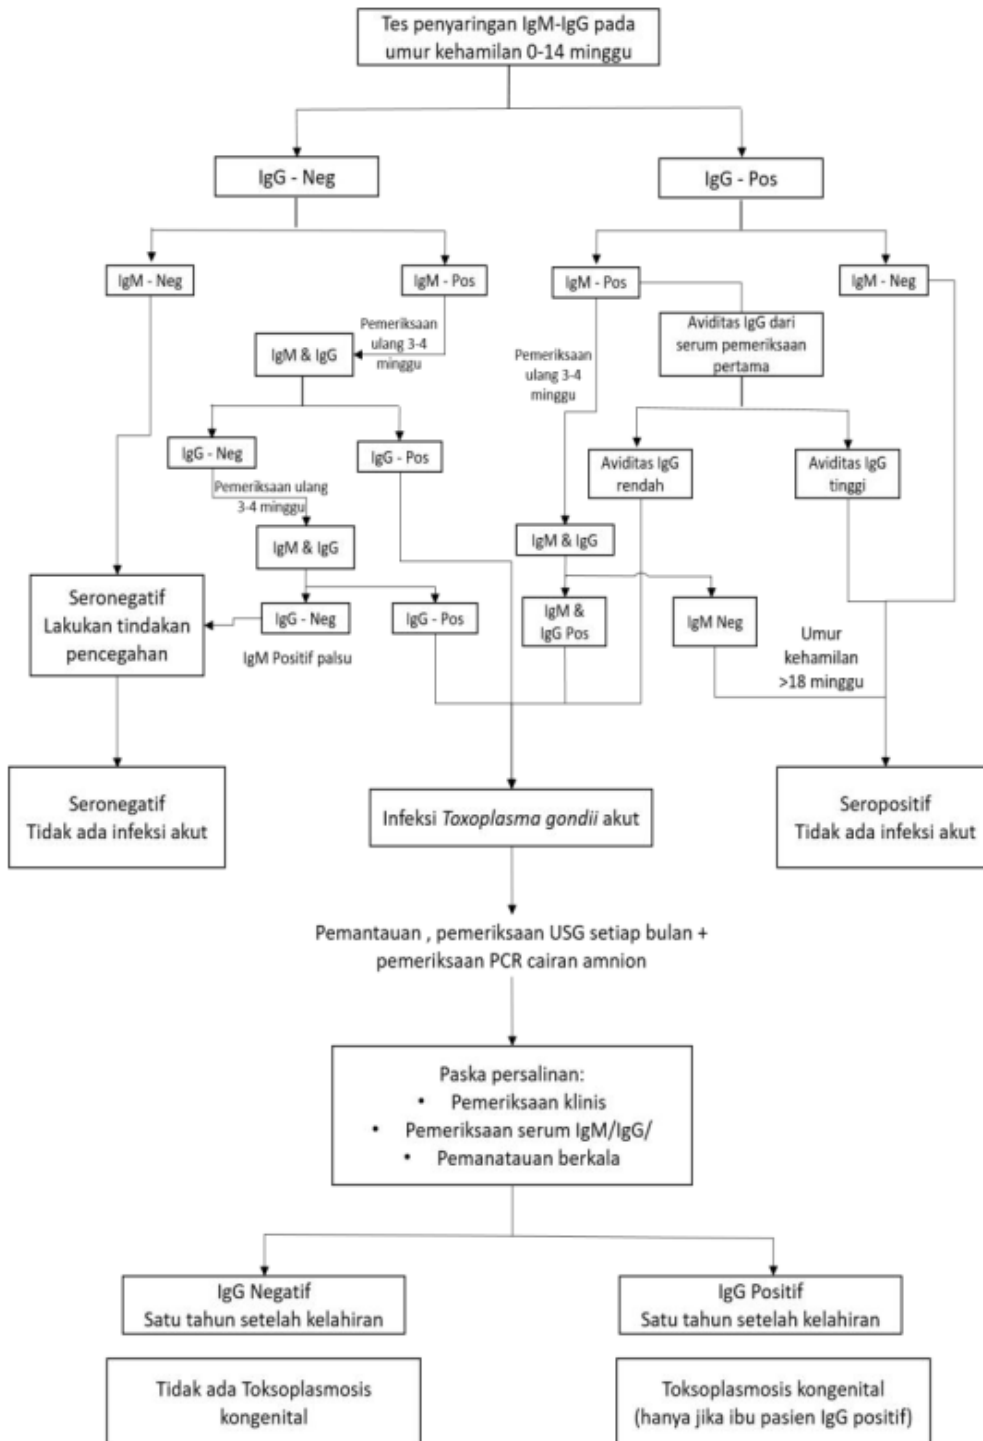 Tes penyaringan IgM-IgG pada
umur kehamilan 0-14 minggu
IgG - Neg
IgG - Pos
IgM - Neg
IgM - Pos
IgM - Pos
IgM - Neg
Pemeriksaan
ulang 3-4
minggu
IgM & IgG
Aviditas IgG dari
serum pemeriksaan
pertama
Pemeriksaan
ulang 3-4
minggu
IgG - Neg
IgG - Pos
Aviditas IgG
rendah
Aviditas IgG
tinggi
Pemeriksaan ulang
3-4 minggu
IgM & IgG
IgM & IgG
Seronegatif
Lakukan tindakan
pencegahan
IgG - Neg
IgG - Pos
IgM &
IgG Pos
IgM Neg
IgM Positif palsu
Umur
kehamilan
>18 minggu
Seronegatif
Tidak ada infeksi akut
Infeksi Toxoplasma gondii akut
Seropositif
Tidak ada infeksi akut
Pemantauan , pemeriksaan USG setiap bulan +
pemeriksaan PCR cairan amnion
Paska persalinan:
• Pemeriksaan klinis
• Pemeriksaan serum IgM/IgG/
• Pemanatauan berkala
IgG Negatif
Satu tahun setelah kelahiran
IgG Positif
Satu tahun setelah kelahiran
Tidak ada Toksoplasmosis
kongenital
Toksoplasmosis kongenital
(hanya jika ibu pasien IgG positif)